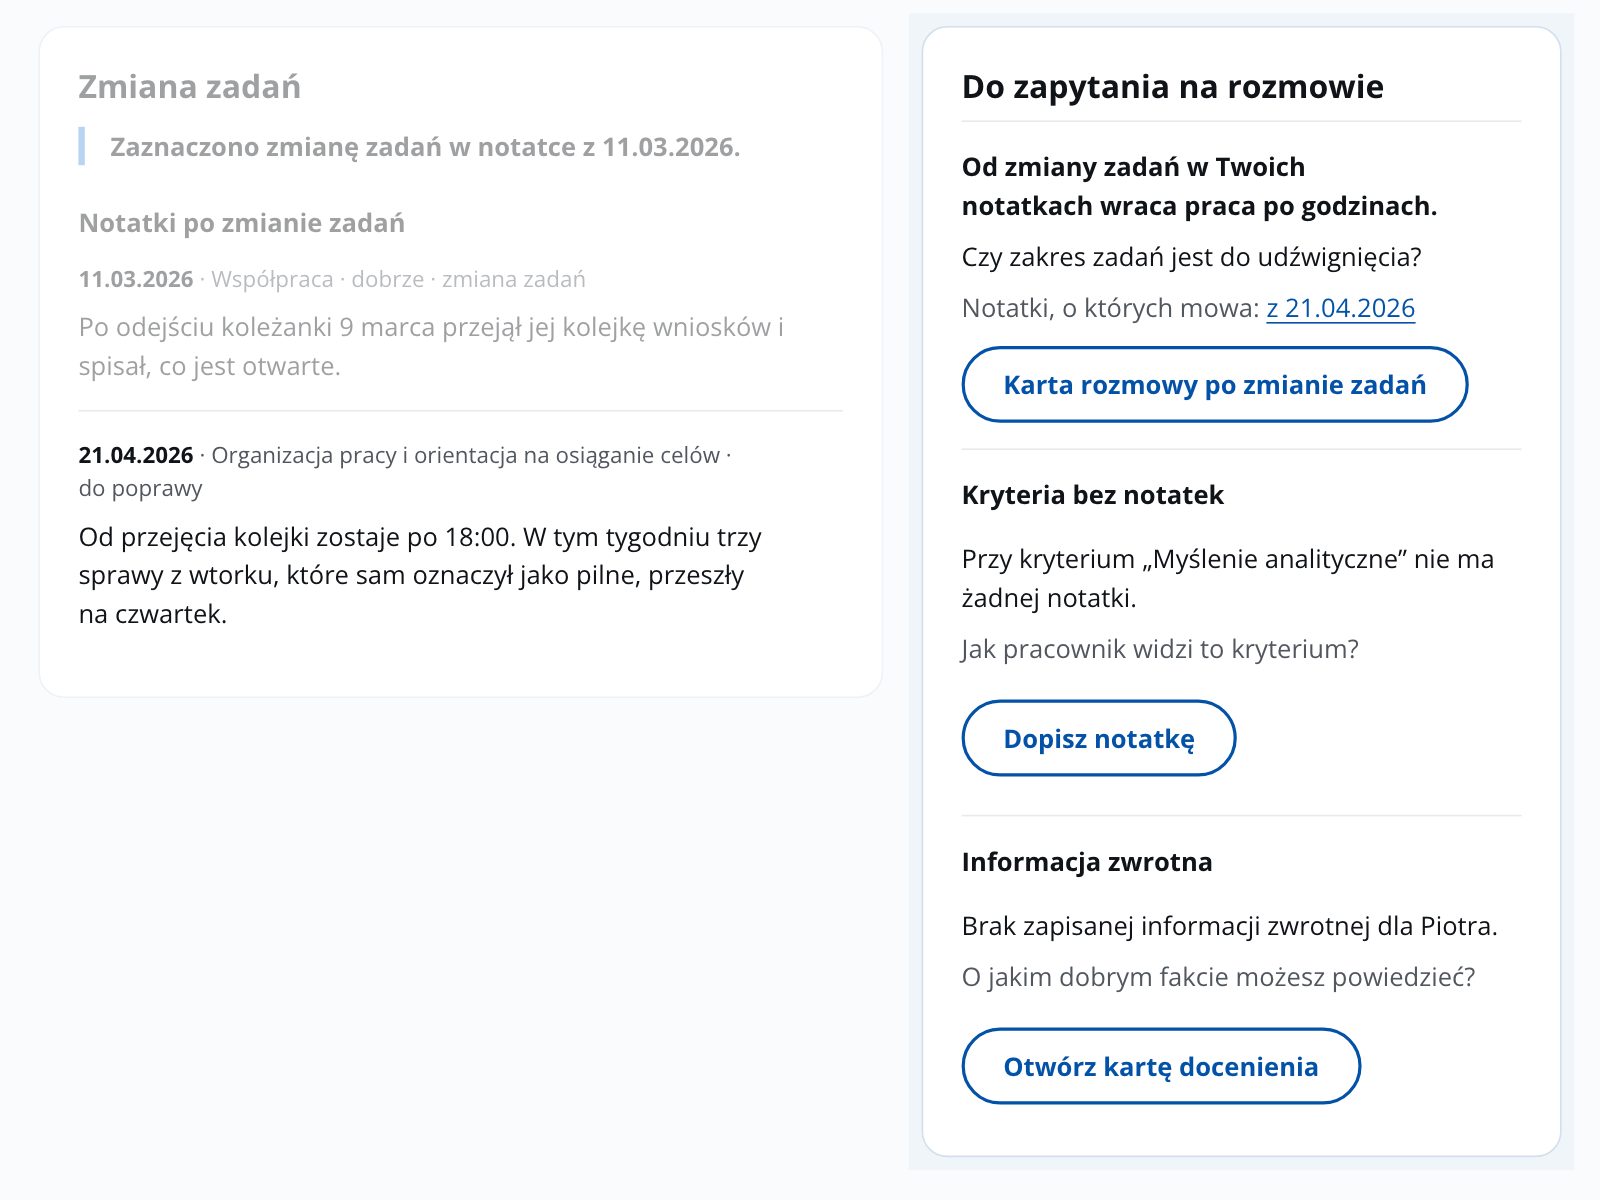 Zmiana zadań
Zaznaczono zmianę zadań w notatce z 11.03.2026.
Notatki po zmianie zadań
11.03.2026 · Współpraca · dobrze · zmiana zadań
Po odejściu koleżanki 9 marca przejął jej kolejkę wniosków i
spisał, co jest otwarte.
21.04.2026 · Organizacja pracy i orientacja na osiąganie celów ·
do poprawy
Od przejęcia kolejki zostaje po 18:00. W tym tygodniu trzy
sprawy z wtorku, które sam oznaczył jako pilne, przeszły
na czwartek.
Do zapytania na rozmowie
Od zmiany zadań w Twoich
notatkach wraca praca po godzinach.
Czy zakres zadań jest do udźwignięcia?
Notatki, o których mowa: z 21.04.2026
Karta rozmowy po zmianie zadań
Kryteria bez notatek
Przy kryterium „Myślenie analityczne” nie ma
żadnej notatki.
Jak pracownik widzi to kryterium?
Dopisz notatkę
Informacja zwrotna
Brak zapisanej informacji zwrotnej dla Piotra.
O jakim dobrym fakcie możesz powiedzieć?
Otwórz kartę docenienia